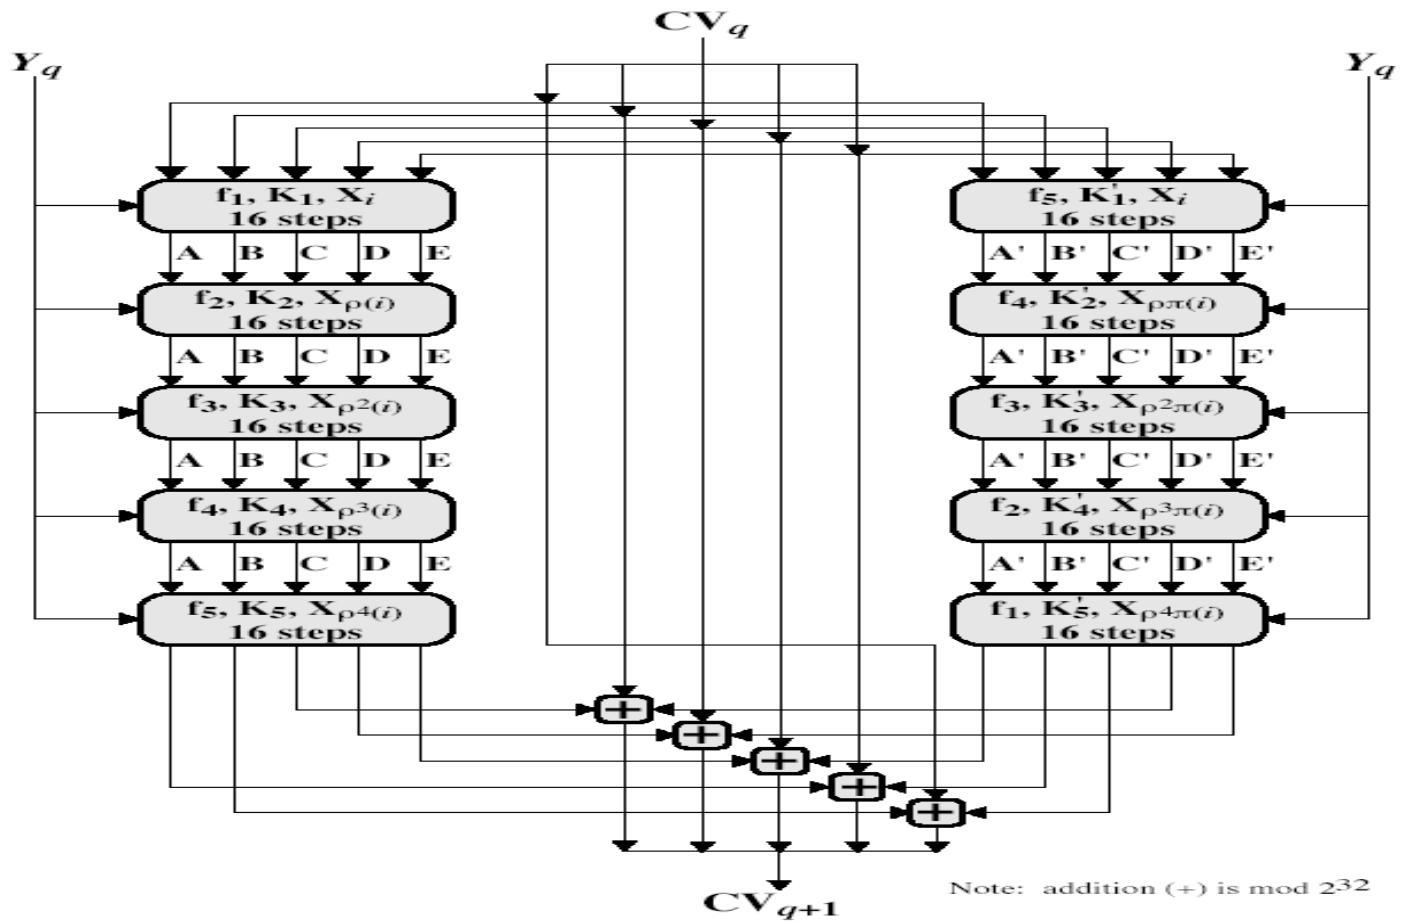 CVq
Yq Yq
f1, K1, Xi
16 steps
f5, K'1, Xi
16 steps
A B C D E
A' B' C' D' E'
f2, K2, Xρ(i)
16 steps
f4, K'2, Xρπ(i)
16 steps
A B C D E
A' B' C' D' E'
f3, K3, Xρ2(i)
16 steps
f3, K'3, Xρ2π(i)
16 steps
A B C D E
A' B' C' D' E'
f4, K4, Xρ3(i)
16 steps
f2, K'4, Xρ3π(i)
16 steps
A B C D E
A' B' C' D' E'
f5, K5, Xρ4(i)
16 steps
f1, K'5, Xρ4π(i)
16 steps
+
+
+
+
+
CVq+1
Note: addition (+) is mod 2^32